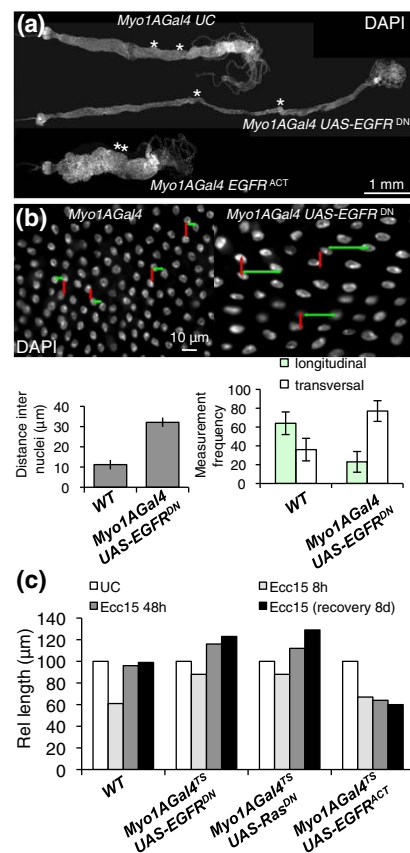 (a)
DAPI
Myo1AGal4 UC
* *
* *
Myo1AGal4 UAS-EGFR DN
**
Myo1AGal4 EGFR ACT
1 mm
(b)
Myo1AGal4
Myo1AGal4 UAS-EGFR DN
DAPI
10 µm
longitudinal
transversal
Distance inter nuclei (µm)
40
30
20
10
0
WT
Myo1AGal4 UAS-EGFR DN
Measurement frequency
100
80
60
40
20
0
WT
Myo1AGal4 UAS-EGFR DN
(c)
UC
Ecc15 8h
Ecc15 48h
Ecc15 (recovery 8d)
Rel length (µm)
140
120
100
80
60
40
20
0
WT
Myo1AGal4 TS UAS-EGFR DN
Myo1AGal4 TS UAS-Ras DN
Myo1AGal4 TS UAS-EGFR ACT